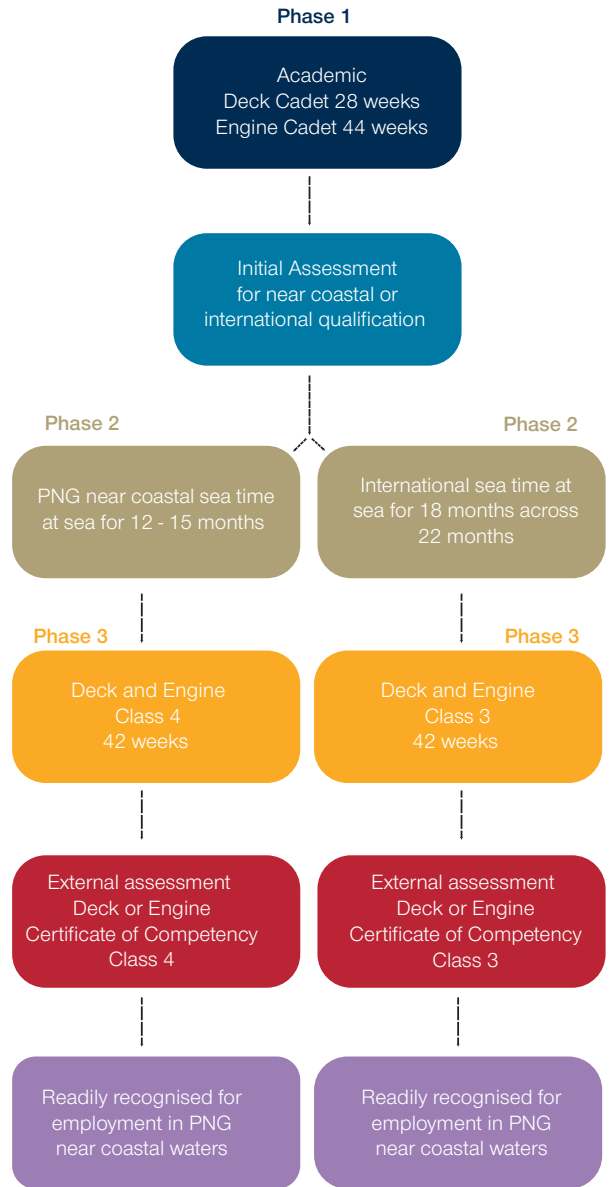 Phase 1
Academic
Deck Cadet 28 weeks
Engine Cadet 44 weeks
Initial Assessment
for near coastal or
international qualification
Phase 2
PNG near coastal sea time
at sea for 12 - 15 months
Phase 2
International sea time at
sea for 18 months across
22 months
Phase 3
Deck and Engine
Class 4
42 weeks
Phase 3
Deck and Engine
Class 3
42 weeks
External assessment
Deck or Engine
Certificate of Competency
Class 4
External assessment
Deck or Engine
Certificate of Competency
Class 3
Readily recognised for
employment in PNG
near coastal waters
Readily recognised for
employment in PNG
near coastal waters